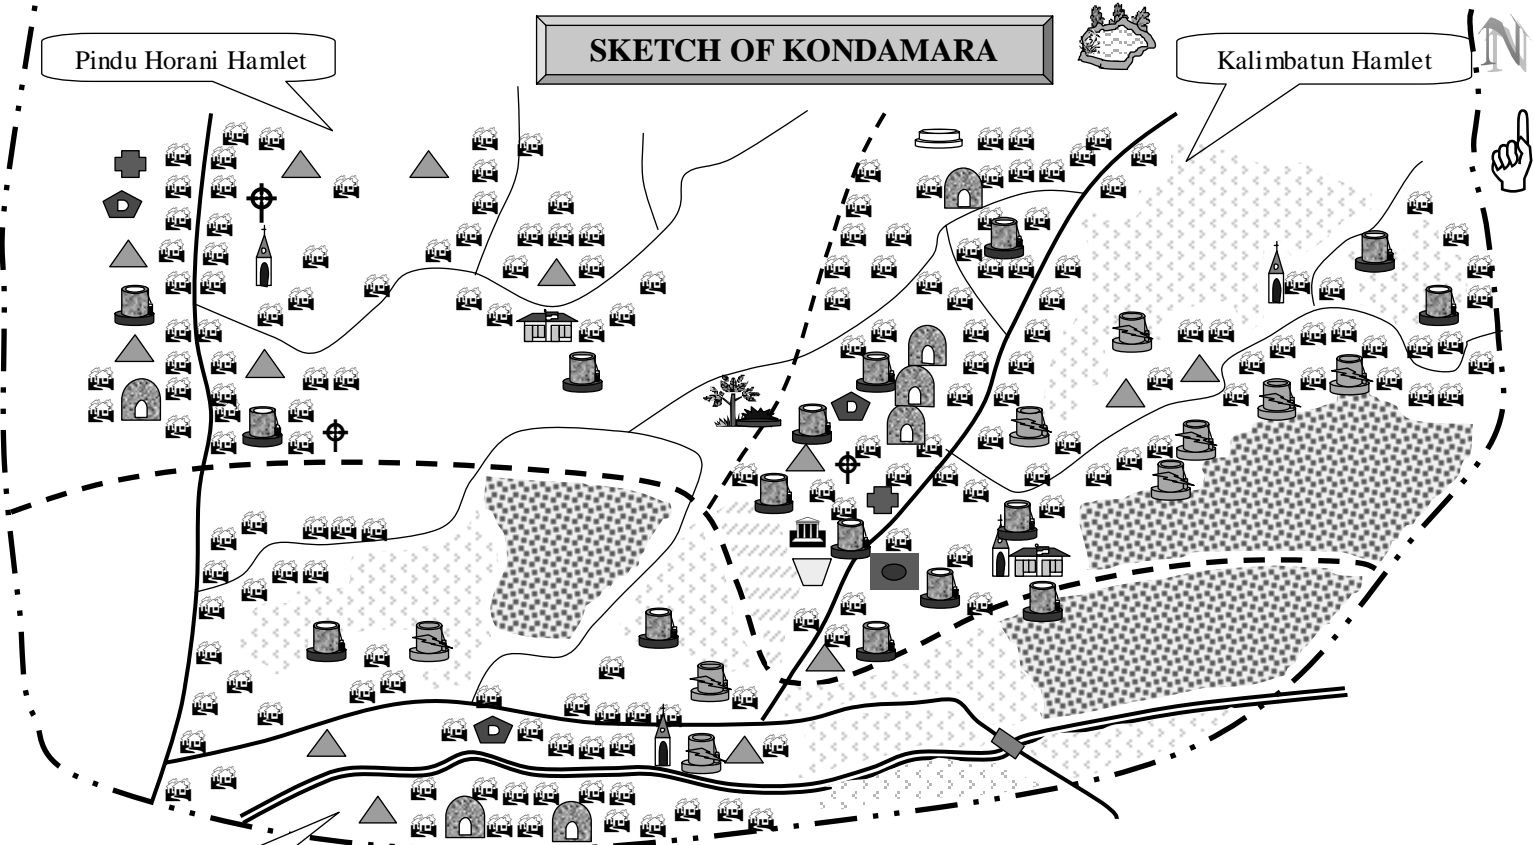 SKETCH OF KONDAMARA
N
Pindu Horani Hamlet
Kalimbatun Hamlet
D
D
D